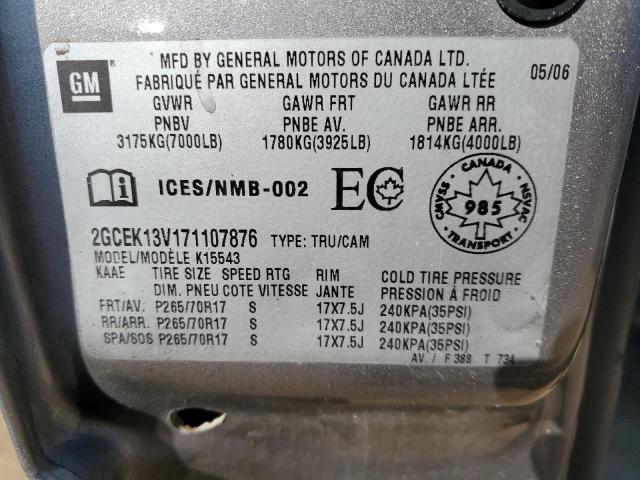 MFD BY GENERAL MOTORS OF CANADA LTD.
GM ® FABRIQUÉ PAR GENERAL MOTORS DU CANADA LTÉE 05/06
GVWR GAWR FRT GAWR RR
PNBV PNBE AV. PNBE ARR.
3175KG(7000LB) 1780KG(3925LB) 1814KG(4000LB)
i ICES/NMB-002 EC
CANADA
CMVSS 985 NSVAC
TRANSPORT
2GCEK13V171107876 TYPE: TRU/CAM
MODEL/MODÈLE K15543
KAAE TIRE SIZE SPEED RTG RIM COLD TIRE PRESSURE
DIM. PNEU COTE VITESSE JANTE PRESSION À FROID
FRT/AV. P265/70R17 S 17X7.5J 240KPA(35PSI)
RR/ARR. P265/70R17 S 17X7.5J 240KPA(35PSI)
SPA/SOS P265/70R17 S 17X7.5J 240KPA(35PSI)
AV. / F 388 T 734